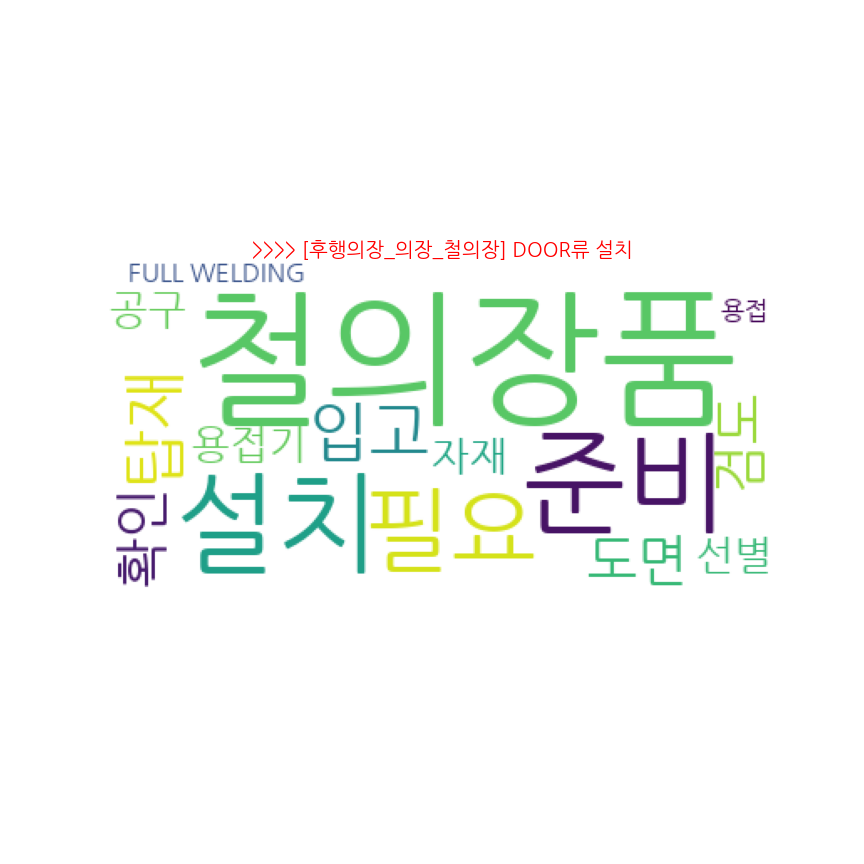 >>>> [후행의장_의장_철의장] DOOR류 설치
FULL WELDING
공구
철의장품
용접
탑재
용접기
입고
자재
준비
검도
확인
설치
필요
도면
선별